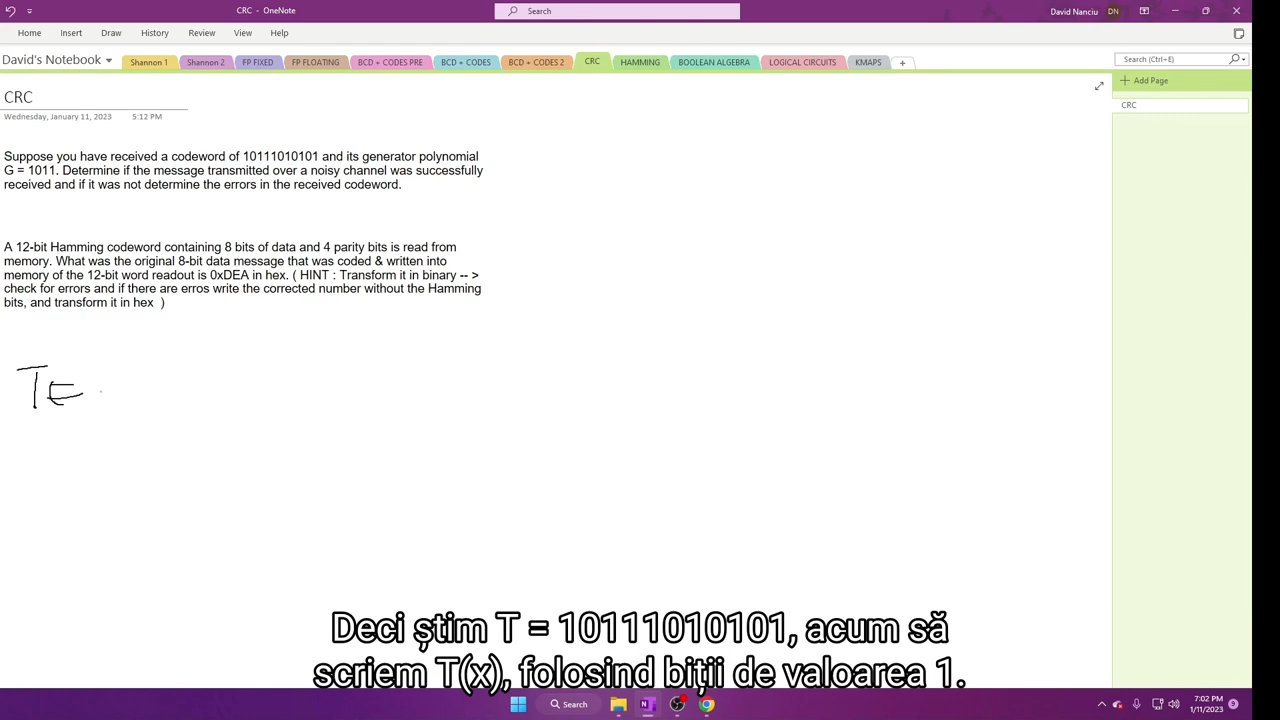 CRC - OneNote
Search
David Nanciu DN
Home Insert Draw History Review View Help
David's Notebook Shannon 1 Shannon 2 FP FIXED FP FLOATING BCD + CODES PRE BCD + CODES BCD + CODES 2 CRC HAMMING BOOLEAN ALGEBRA LOGICAL CIRCUITS KMAPS
Search (Ctrl+E)
Add Page
CRC
CRC
Wednesday, January 11, 2023 5:12 PM
Suppose you have received a codeword of 10111010101 and its generator polynomial
G = 1011. Determine if the message transmitted over a noisy channel was successfully
received and if it was not determine the errors in the received codeword.
A 12-bit Hamming codeword containing 8 bits of data and 4 parity bits is read from
memory. What was the original 8-bit data message that was coded & written into
memory of the 12-bit word readout is 0xDEA in hex. ( HINT : Transform it in binary -- >
check for errors and if there are erros write the corrected number without the Hamming
bits, and transform it in hex )
TE
Deci știm T = 10111010101, acum să
scriem T(x), folosind biții de valoarea 1.
Search
7:02 PM
1/11/2023